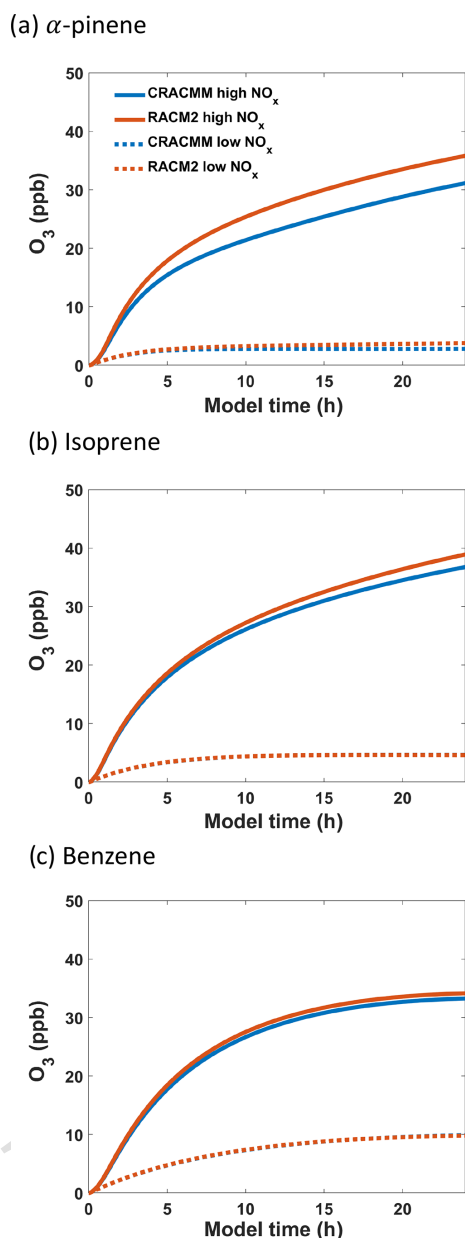 (a) α-pinene
50
40
30
20
10
0
O₃ (ppb)
CRACMM high NOₓ
RACM2 high NOₓ
CRACMM low NOₓ
RACM2 low NOₓ
0 5 10 15 20
Model time (h)
(b) Isoprene
50
40
30
20
10
0
O₃ (ppb)
0 5 10 15 20
Model time (h)
(c) Benzene
50
40
30
20
10
0
O₃ (ppb)
0 5 10 15 20
Model time (h)